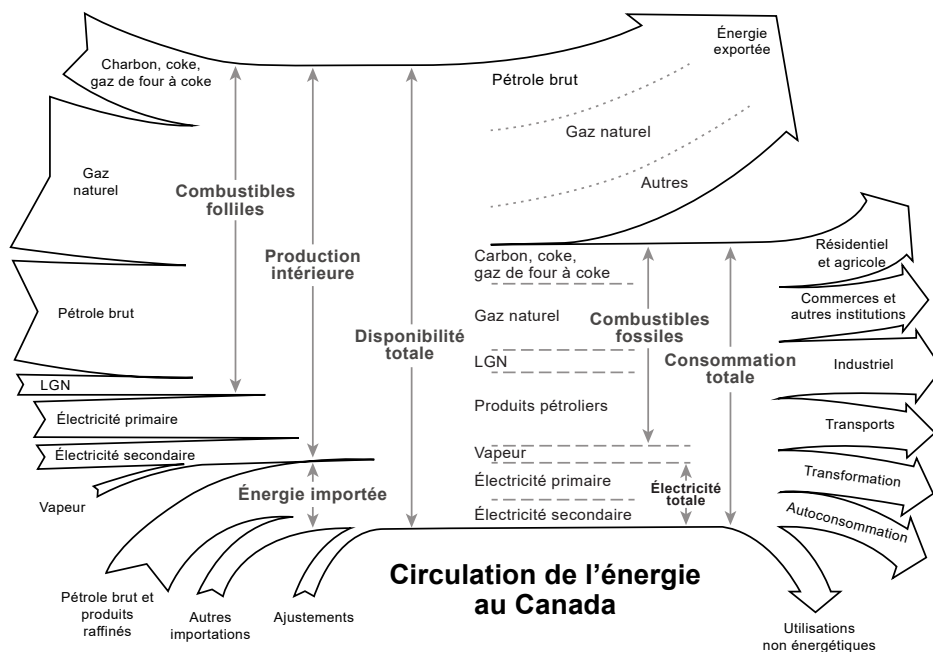 Charbon, coke,
gaz de four à coke
Gaz
naturel
Pétrole brut
LGN
Électricité primaire
Électricité secondaire
Vapeur
Pétrole brut et
produits
raffinés
Autres
importations
Ajustements
Combustibles
folliles
Production
intérieure
Énergie importée
Disponibilité
totale
Énergie
exportée
Pétrole brut
Gaz naturel
Autres
Carbon, coke,
gaz de four à coke
Gaz naturel
LGN
Produits pétroliers
Vapeur
Électricité primaire
Électricité secondaire
Combustibles
fossiles
Électricité
totale
Consommation
totale
Résidentiel
et agricole
Commerces et
autres institutions
Industriel
Transports
Transformation
Autoconsommation
Utilisations
non énergétiques
Circulation de l'énergie
au Canada